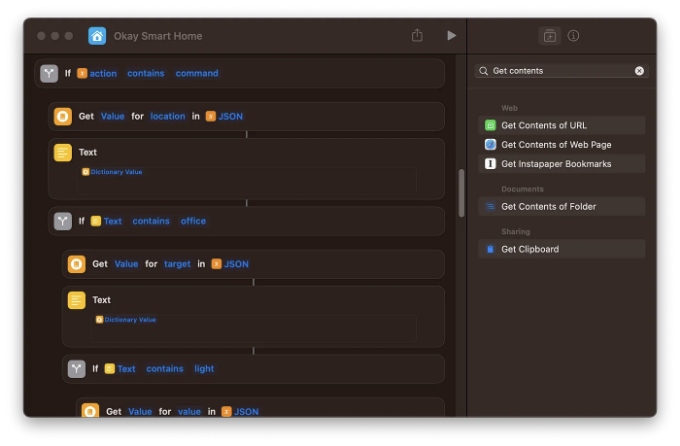 Okay Smart Home
If action contains command
Get Value for location in JSON
Text
Dictionary Value
If Text contains office
Get Value for target in JSON
Text
Dictionary Value
If Text contains light
Get Value for value in JSON
Get contents
Web
Get Contents of URL
Get Contents of Web Page
Get Instapaper Bookmarks
Documents
Get Contents of Folder
Sharing
Get Clipboard